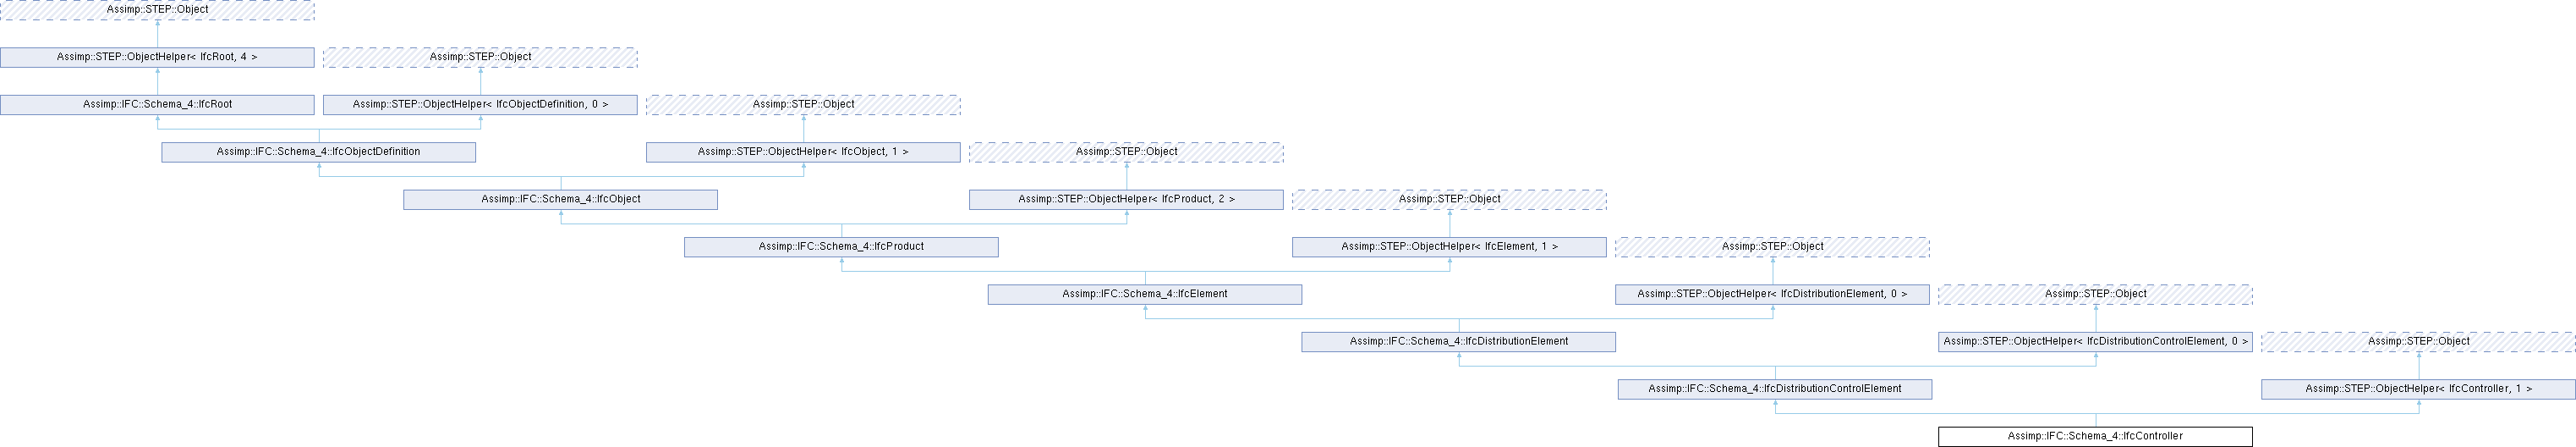 Assimp::STEP::Object
Assimp::STEP::ObjectHelper< IfcRoot, 4 >
Assimp::STEP::Object
Assimp::IFC::Schema_4::IfcRoot
Assimp::STEP::ObjectHelper< IfcObjectDefinition, 0 >
Assimp::STEP::Object
Assimp::IFC::Schema_4::IfcObjectDefinition
Assimp::STEP::ObjectHelper< IfcObject, 1 >
Assimp::STEP::Object
Assimp::IFC::Schema_4::IfcObject
Assimp::STEP::ObjectHelper< IfcProduct, 2 >
Assimp::STEP::Object
Assimp::IFC::Schema_4::IfcProduct
Assimp::STEP::ObjectHelper< IfcElement, 1 >
Assimp::STEP::Object
Assimp::IFC::Schema_4::IfcElement
Assimp::STEP::ObjectHelper< IfcDistributionElement, 0 >
Assimp::STEP::Object
Assimp::IFC::Schema_4::IfcDistributionElement
Assimp::STEP::ObjectHelper< IfcDistributionControlElement, 0 >
Assimp::STEP::Object
Assimp::IFC::Schema_4::IfcDistributionControlElement
Assimp::STEP::ObjectHelper< IfcController, 1 >
Assimp::IFC::Schema_4::IfcController